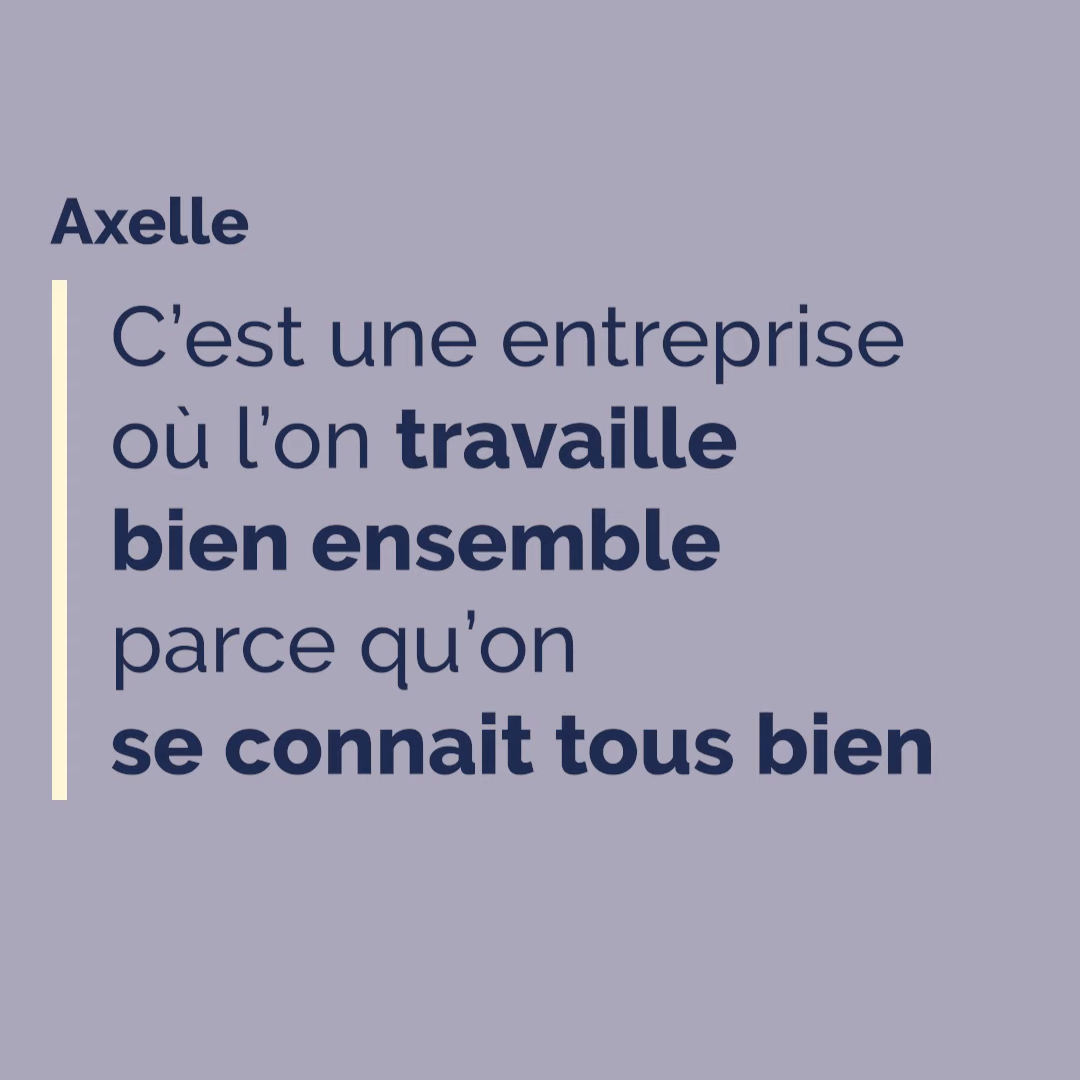 Axelle
C’est une entreprise
où l’on travaille
bien ensemble
parce qu’on
se connait tous bien